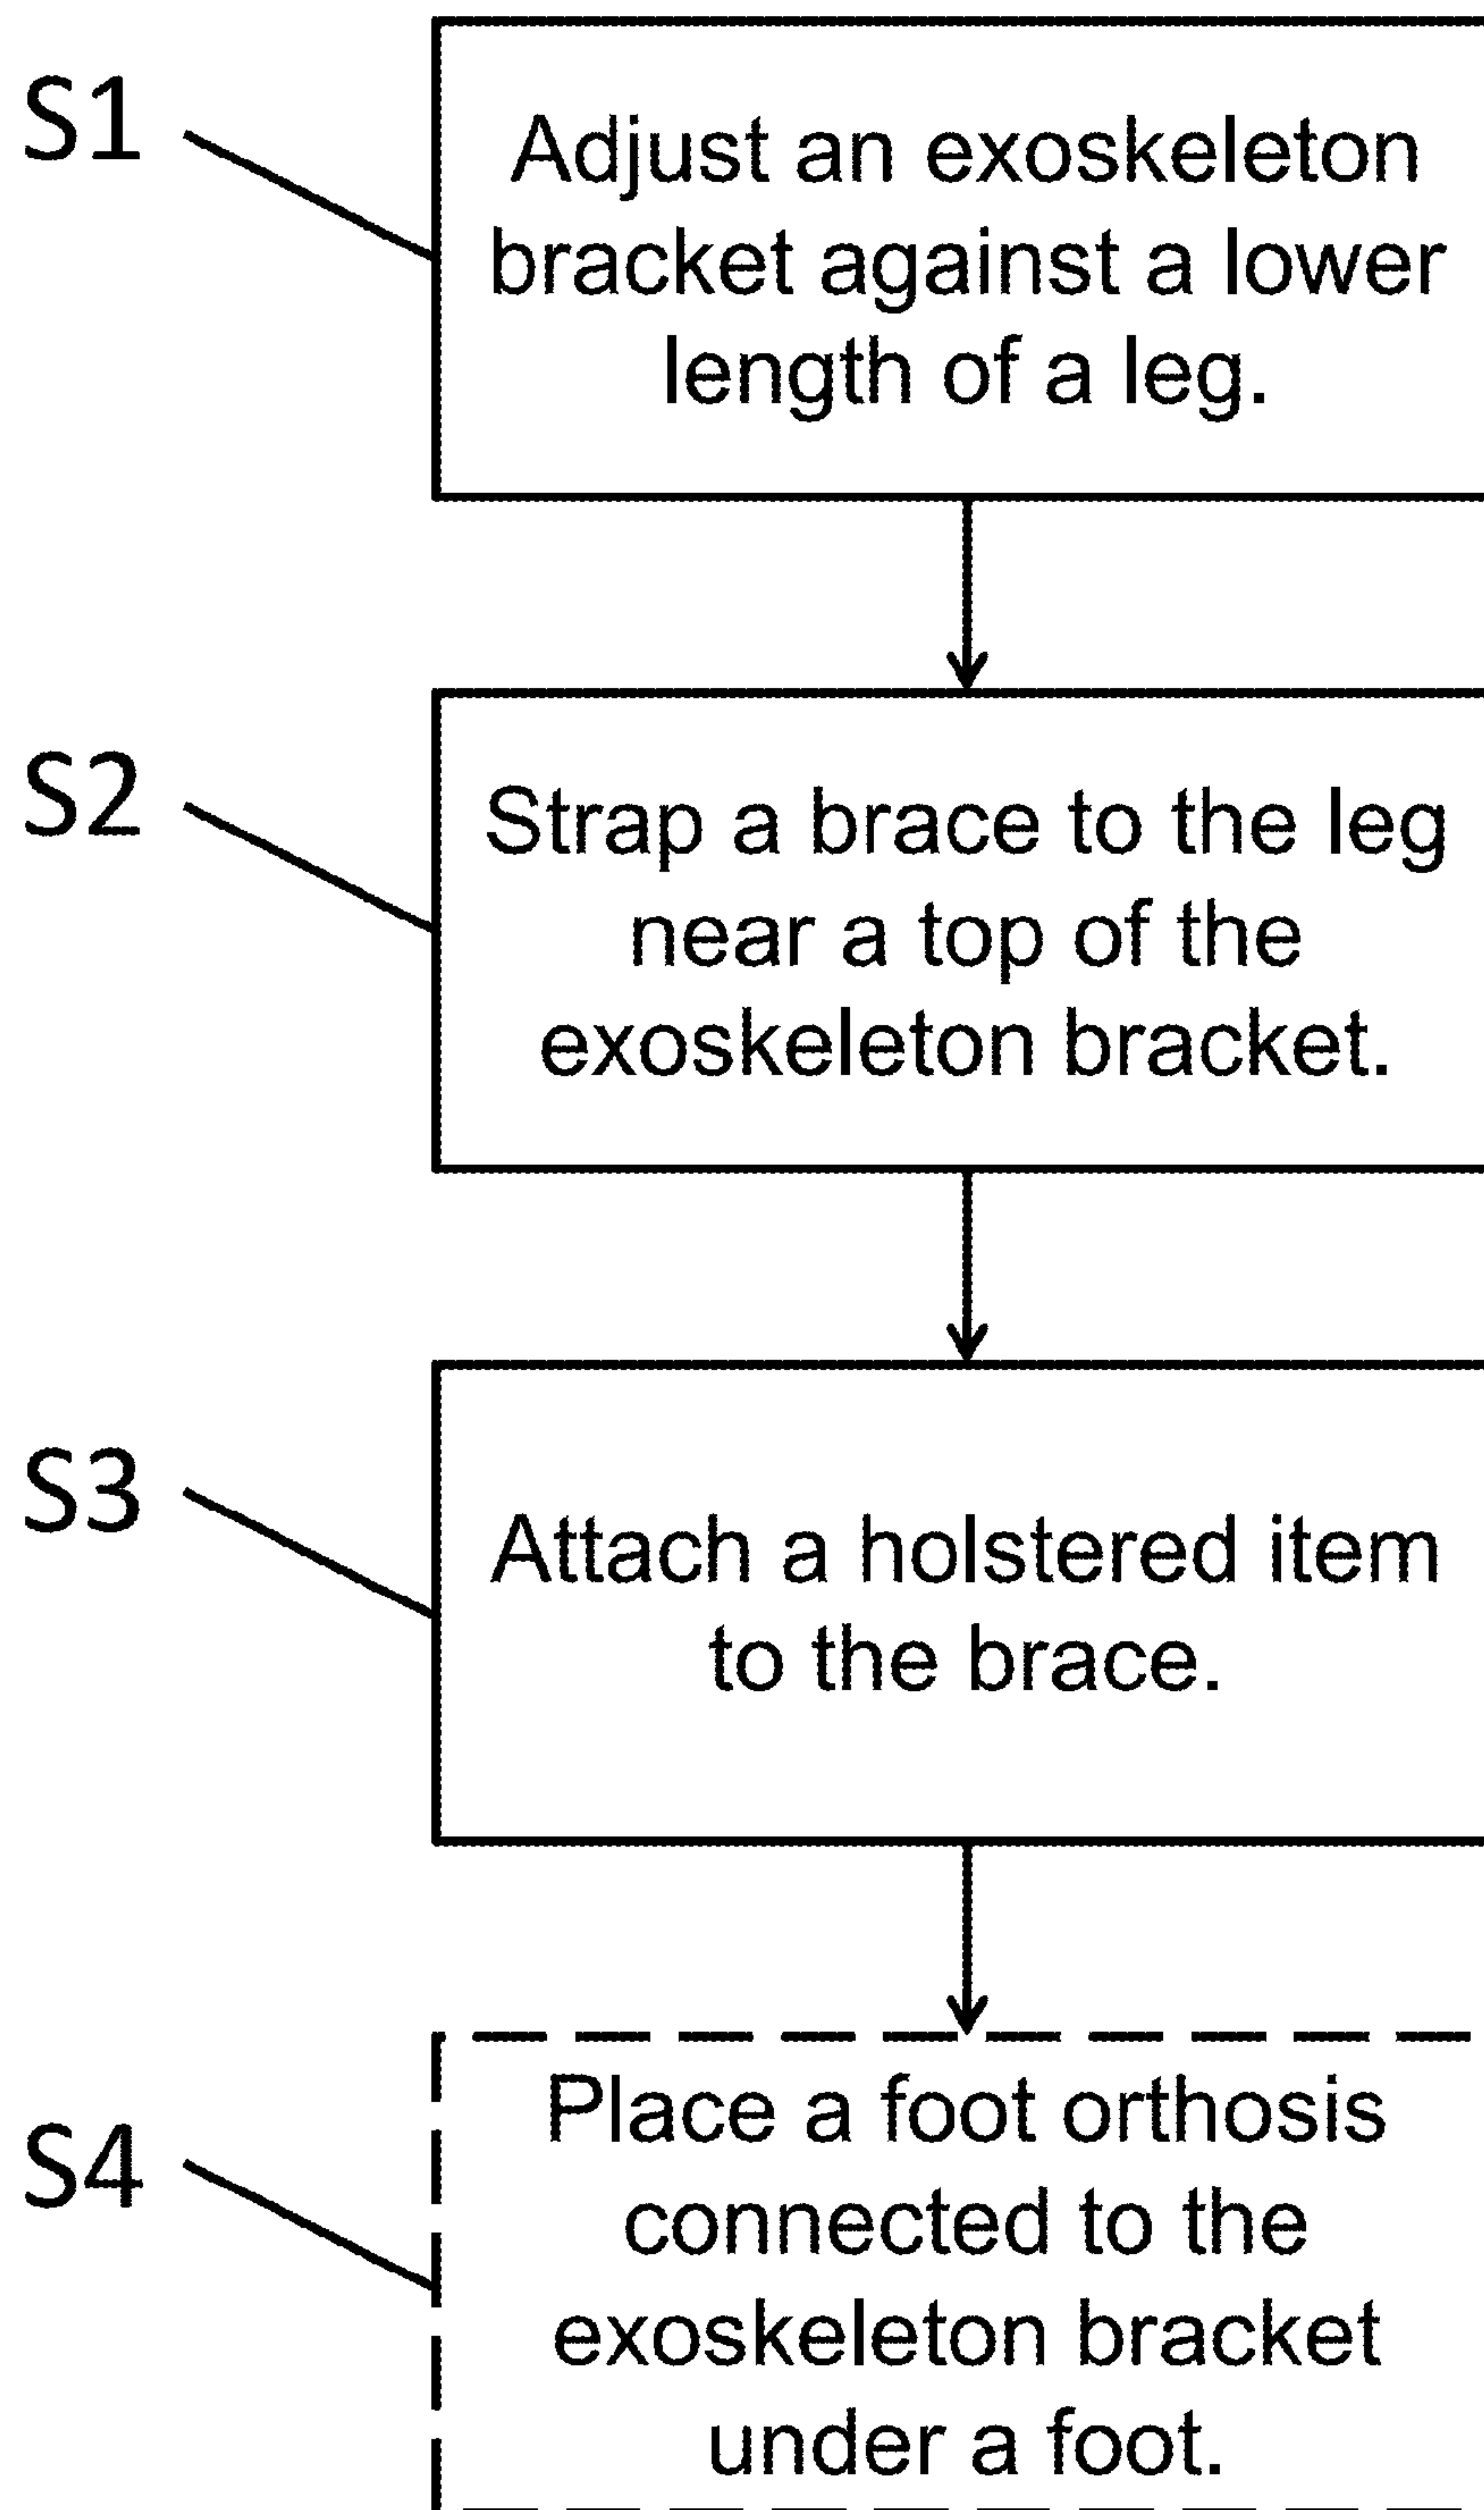 S1
Adjust an exoskeleton
bracket against a lower
length of a leg.
S2
Strap a brace to the leg
near a top of the
exoskeleton bracket.
S3
Attach a holstered item
to the brace.
S4
Place a foot orthosis
connected to the
exoskeleton bracket
under a foot.